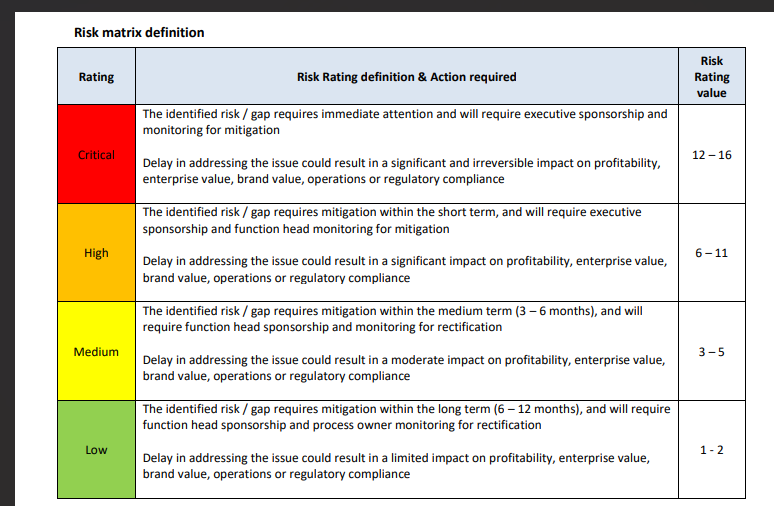 Risk matrix definition
Rating
Risk Rating definition & Action required
Risk
Rating
value
Critical
The identified risk / gap requires immediate attention and will require executive sponsorship and
monitoring for mitigation
Delay in addressing the issue could result in a significant and irreversible impact on profitability,
enterprise value, brand value, operations or regulatory compliance
12 – 16
High
The identified risk / gap requires mitigation within the short term, and will require executive
sponsorship and function head monitoring for mitigation
Delay in addressing the issue could result in a significant impact on profitability, enterprise value,
brand value, operations or regulatory compliance
6 – 11
Medium
The identified risk / gap requires mitigation within the medium term (3 – 6 months), and will
require function head sponsorship and monitoring for rectification
Delay in addressing the issue could result in a moderate impact on profitability, enterprise value,
brand value, operations or regulatory compliance
3 – 5
Low
The identified risk / gap requires mitigation within the long term (6 – 12 months), and will require
function head sponsorship and process owner monitoring for rectification
Delay in addressing the issue could result in a limited impact on profitability, enterprise value,
brand value, operations or regulatory compliance
1 - 2